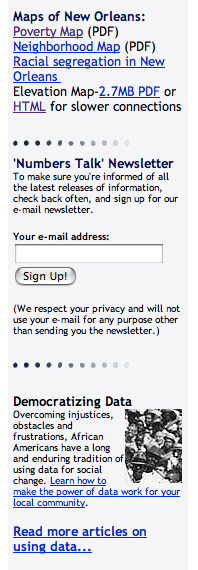 Maps of New Orleans:
Poverty Map (PDF)
Neighborhood Map (PDF)
Racial segregation in New
Orleans
Elevation Map-2.7MB PDF or
HTML for slower connections
'Numbers Talk' Newsletter
To make sure you're informed of all
the latest releases of information,
check back often, and sign up for our
e-mail newsletter.
Your e-mail address:
Sign Up!
(We respect your privacy and will not
use your e-mail for any purpose other
than sending you the newsletter.)
Democratizing Data
Overcoming injustices,
obstacles and
frustrations, African
Americans have a long
and enduring tradition of
using data for social
change. Learn how to
make the power of data work for your
local community.
Read more articles on
using data...